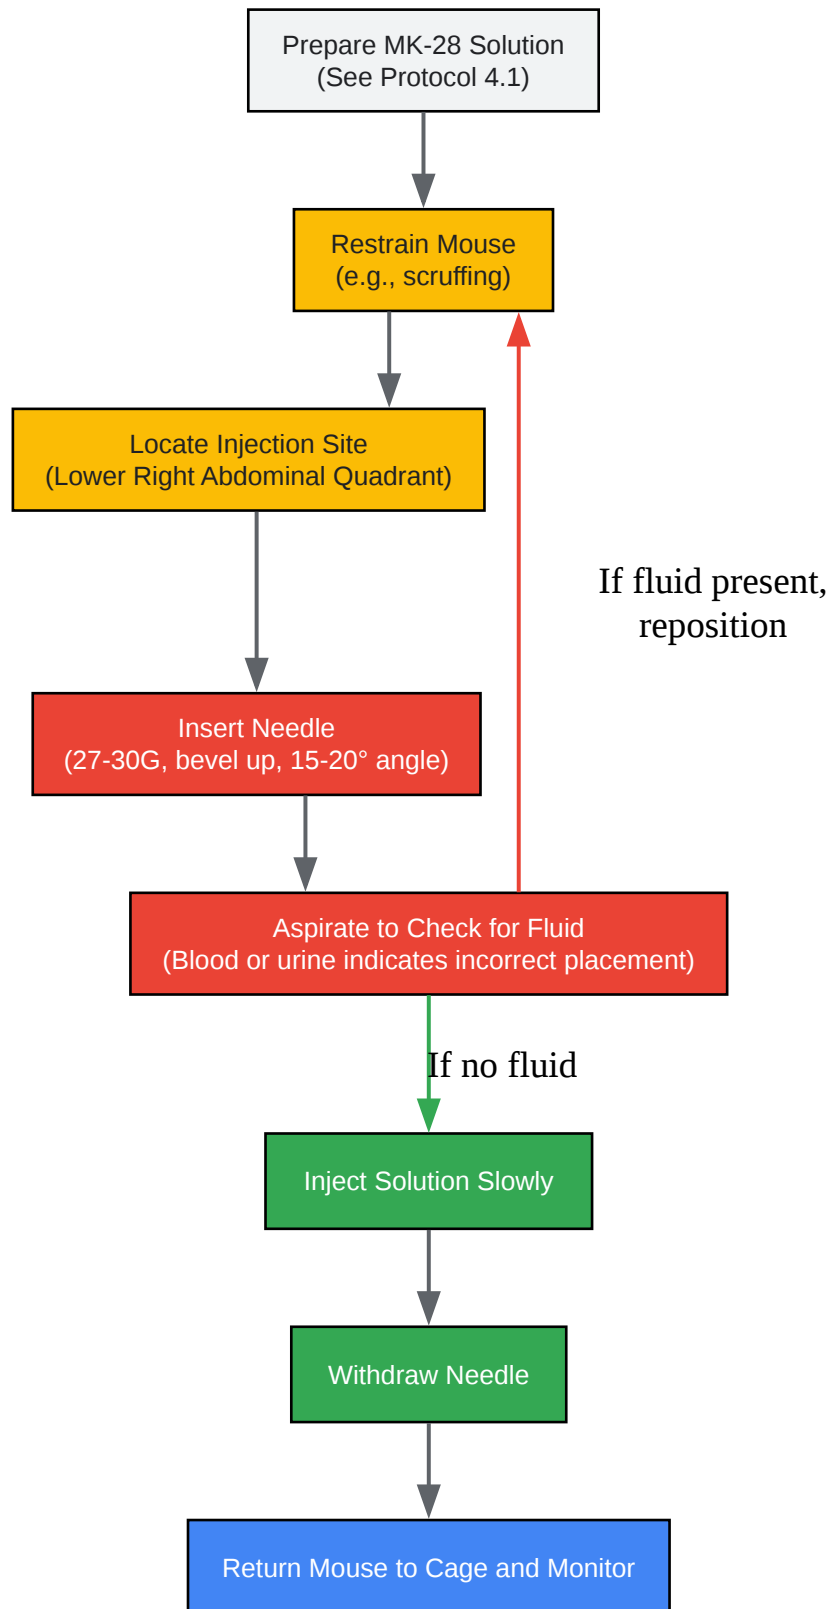 Prepare MK-28 Solution
(See Protocol 4.1)
Restrain Mouse
(e.g., scruffing)
Locate Injection Site
(Lower Right Abdominal Quadrant)
If fluid present,
reposition
Insert Needle
(27-30G, bevel up, 15-20° angle)
Aspirate to Check for Fluid
(Blood or urine indicates incorrect placement)
If no fluid
Inject Solution Slowly
Withdraw Needle
Return Mouse to Cage and Monitor